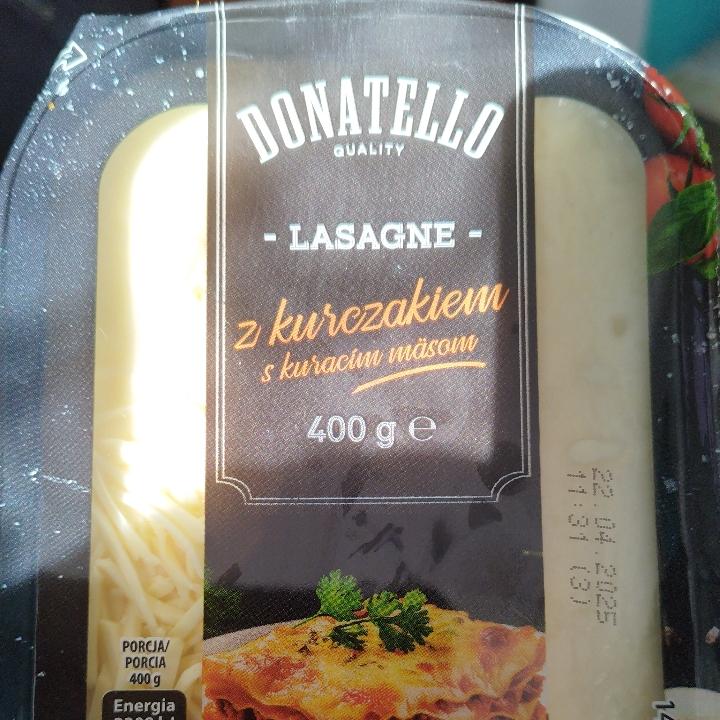 DONATELLO
QUALITY
- LASAGNE -
z kurczakiem
s kuracím mäsom
400 g ℮
22.04.2025
11:31 (3)
PORCJA/
PORCIA
400 g
Energia